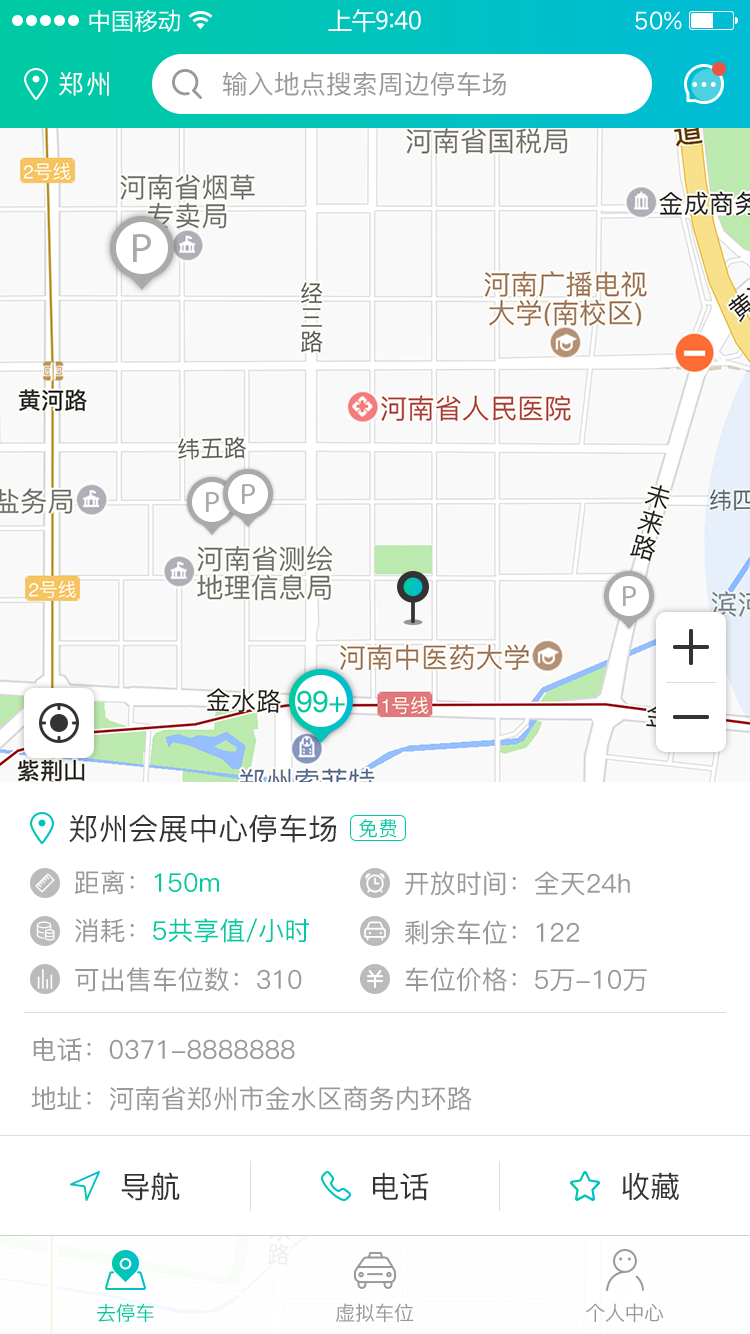 中国移动 上午9:40 50%
郑州 输入地点搜索周边停车场
河南省国税局
道
2号线
河南省烟草
专卖局
金成商务
P
河南广播电视
大学(南校区)
经三路
黄
黄河路
河南省人民医院
纬五路
盐务局
P P
未来路
纬四
河南省测绘
地理信息局
2号线
P
滨河
河南中医药大学
金水路 99+ 1号线
金
紫荆山
郑州索菲特
郑州会展中心停车场 免费
距离：150m 开放时间：全天24h
消耗：5共享值/小时 剩余车位：122
可出售车位数：310 车位价格：5万-10万
电话：0371-8888888
地址：河南省郑州市金水区商务内环路
导航 电话 收藏
去停车 虚拟车位 个人中心